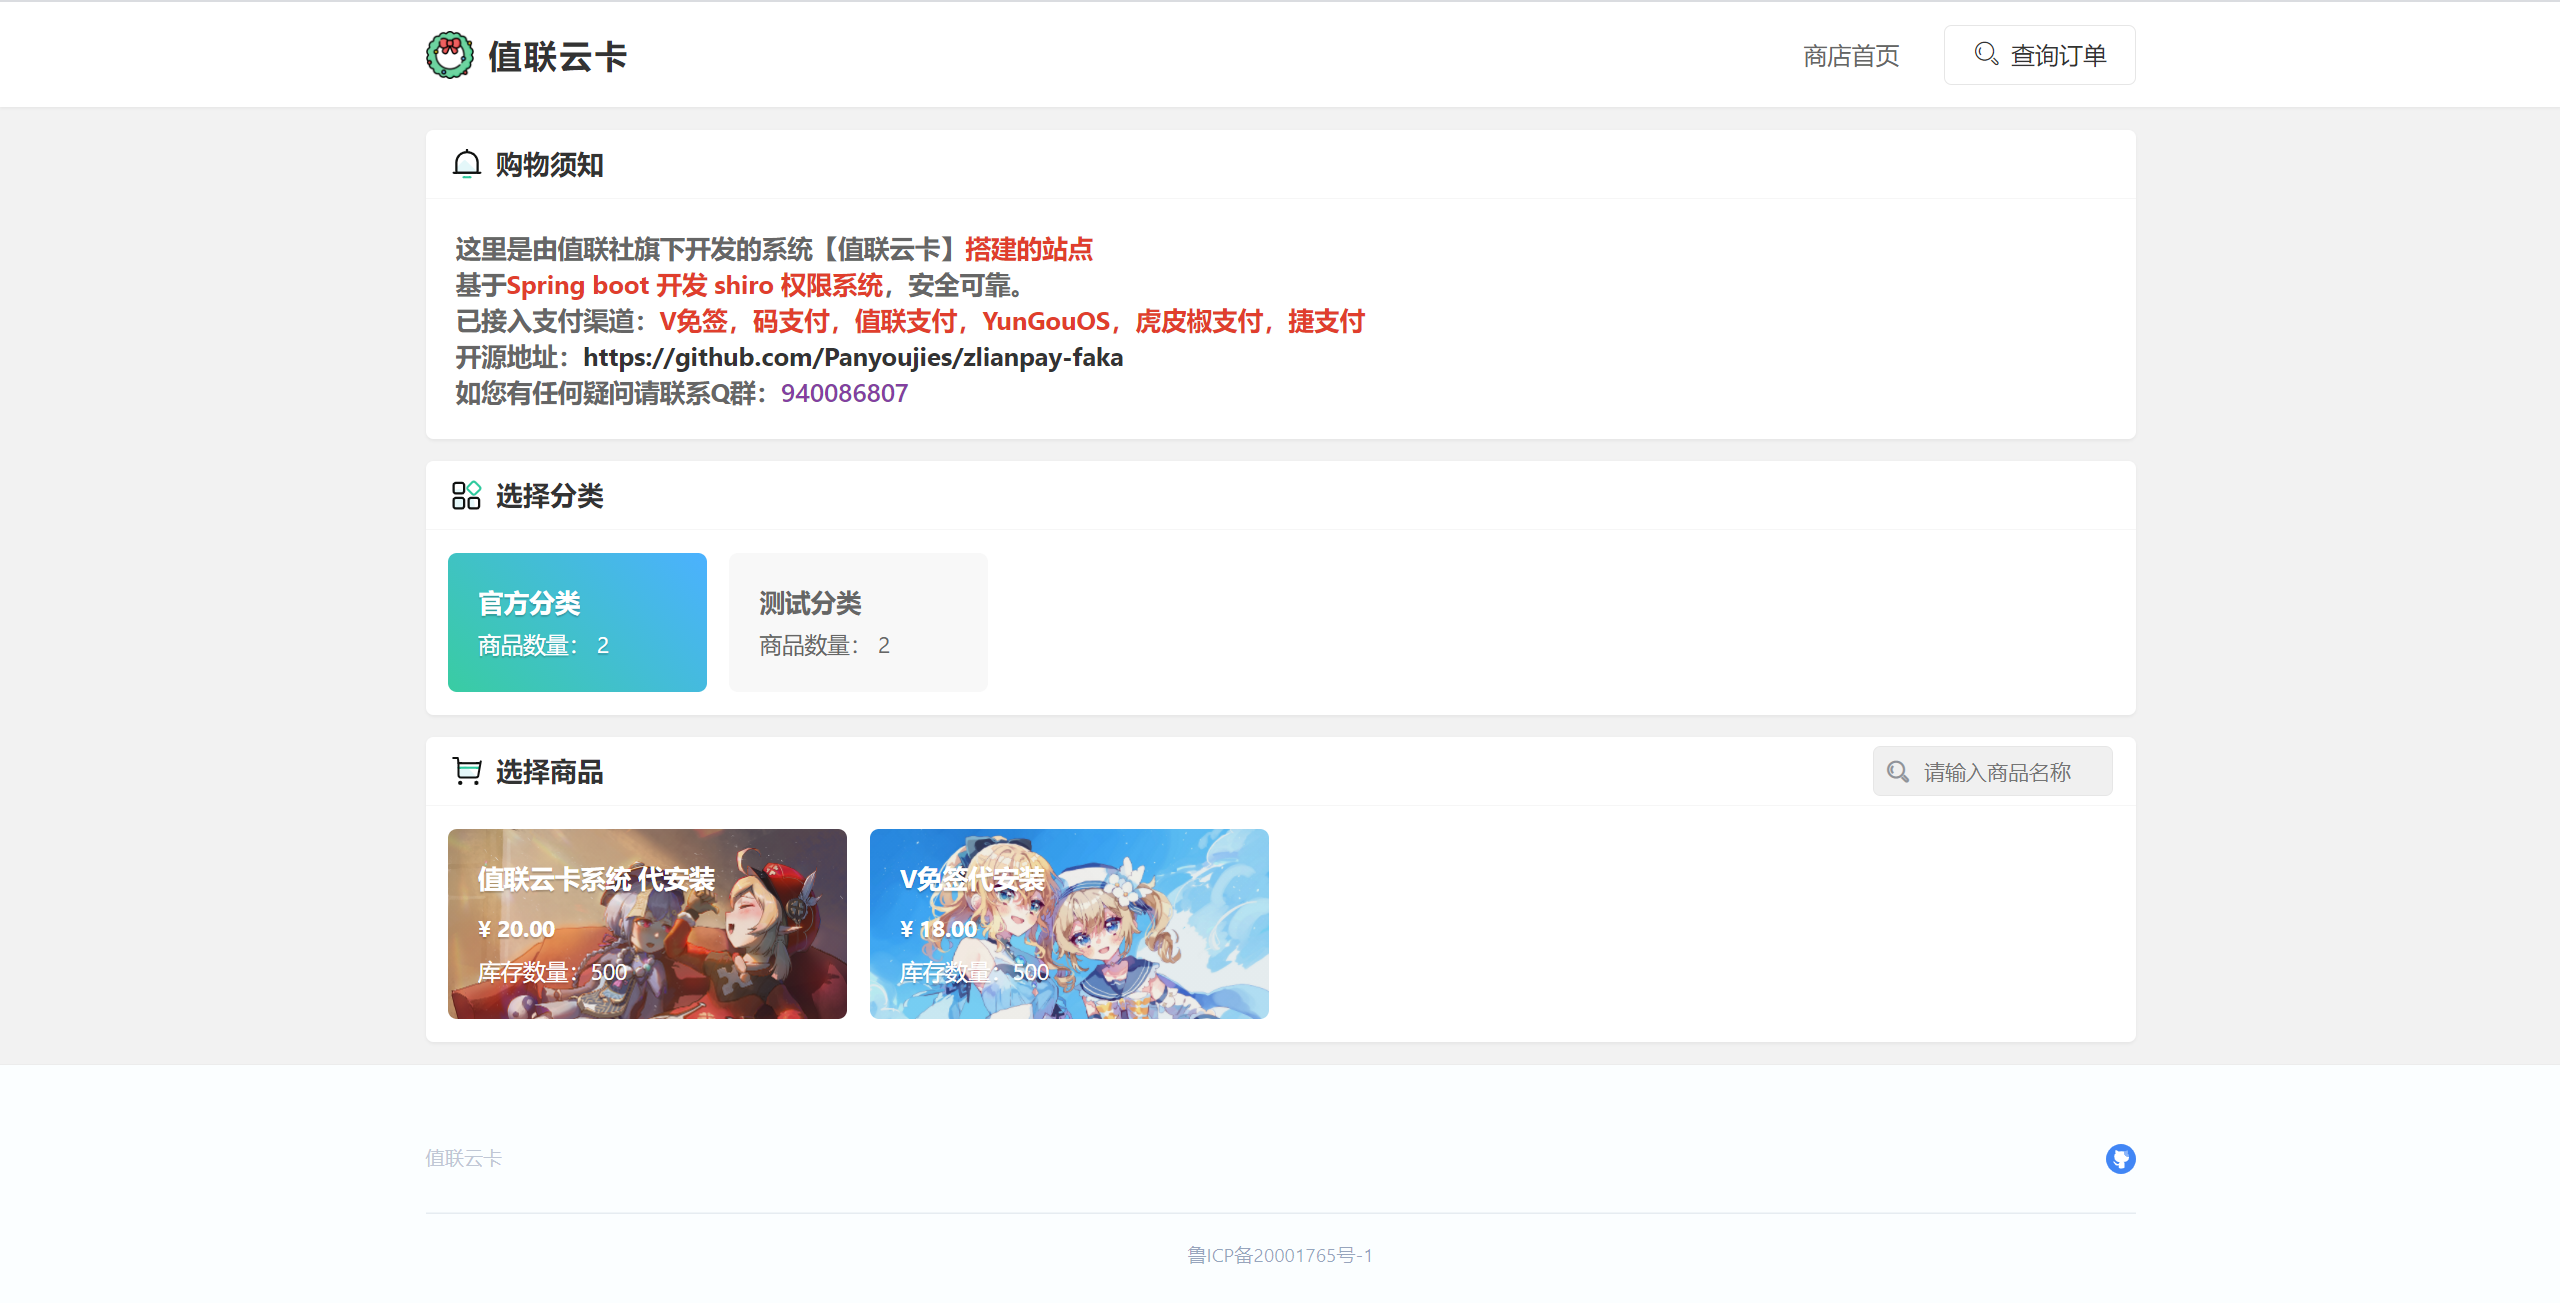 值联云卡
商店首页
查询订单
购物须知
这里是由值联社旗下开发的系统【值联云卡】搭建的站点
基于Spring boot 开发 shiro 权限系统，安全可靠。
已接入支付渠道：V免签，码支付，值联支付，YunGouOS，虎皮椒支付，捷支付
开源地址：https://github.com/Panyoujies/zlianpay-faka
如您有任何疑问请联系Q群：940086807
选择分类
官方分类
商品数量： 2
测试分类
商品数量： 2
选择商品
请输入商品名称
值联云卡系统 代安装
¥ 20.00
库存数量：500
V免签代安装
¥ 18.00
库存数量：500
值联云卡
鲁ICP备20001765号-1